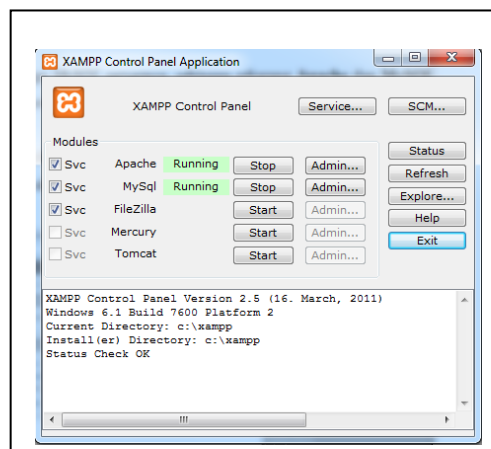 XAMPP Control Panel Application
XAMPP Control Panel Service... SCM...
Modules
Status
Svc Apache Running Stop Admin...
Refresh
Svc MySql Running Stop Admin...
Explore...
Svc FileZilla Start Admin...
Help
Svc Mercury Start Admin...
Exit
Svc Tomcat Start Admin...
XAMPP Control Panel Version 2.5 (16. March, 2011)
Windows 6.1 Build 7600 Platform 2
Current Directory: c:\xampp
Install(er) Directory: c:\xampp
Status Check OK